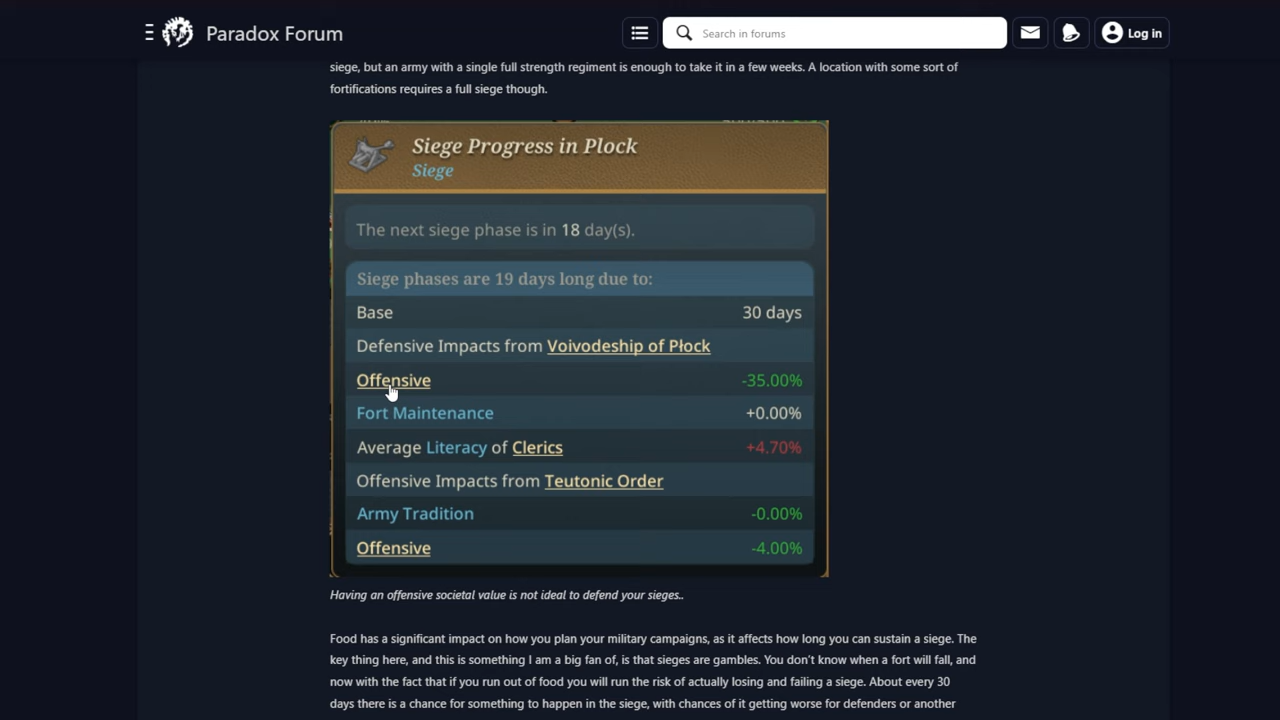 Paradox Forum
Search in forums
Log in
siege, but an army with a single full strength regiment is enough to take it in a few weeks. A location with some sort of
fortifications requires a full siege though.
Siege Progress in Plock
Siege
The next siege phase is in 18 day(s).
Siege phases are 19 days long due to:
Base 30 days
Defensive Impacts from Voivodeship of Płock
Offensive -35.00%
Fort Maintenance +0.00%
Average Literacy of Clerics +4.70%
Offensive Impacts from Teutonic Order
Army Tradition -0.00%
Offensive -4.00%
Having an offensive societal value is not ideal to defend your sieges..
Food has a significant impact on how you plan your military campaigns, as it affects how long you can sustain a siege. The
key thing here, and this is something I am a big fan of, is that sieges are gambles. You don't know when a fort will fall, and
now with the fact that if you run out of food you will run the risk of actually losing and failing a siege. About every 30
days there is a chance for something to happen in the siege, with chances of it getting worse for defenders or another